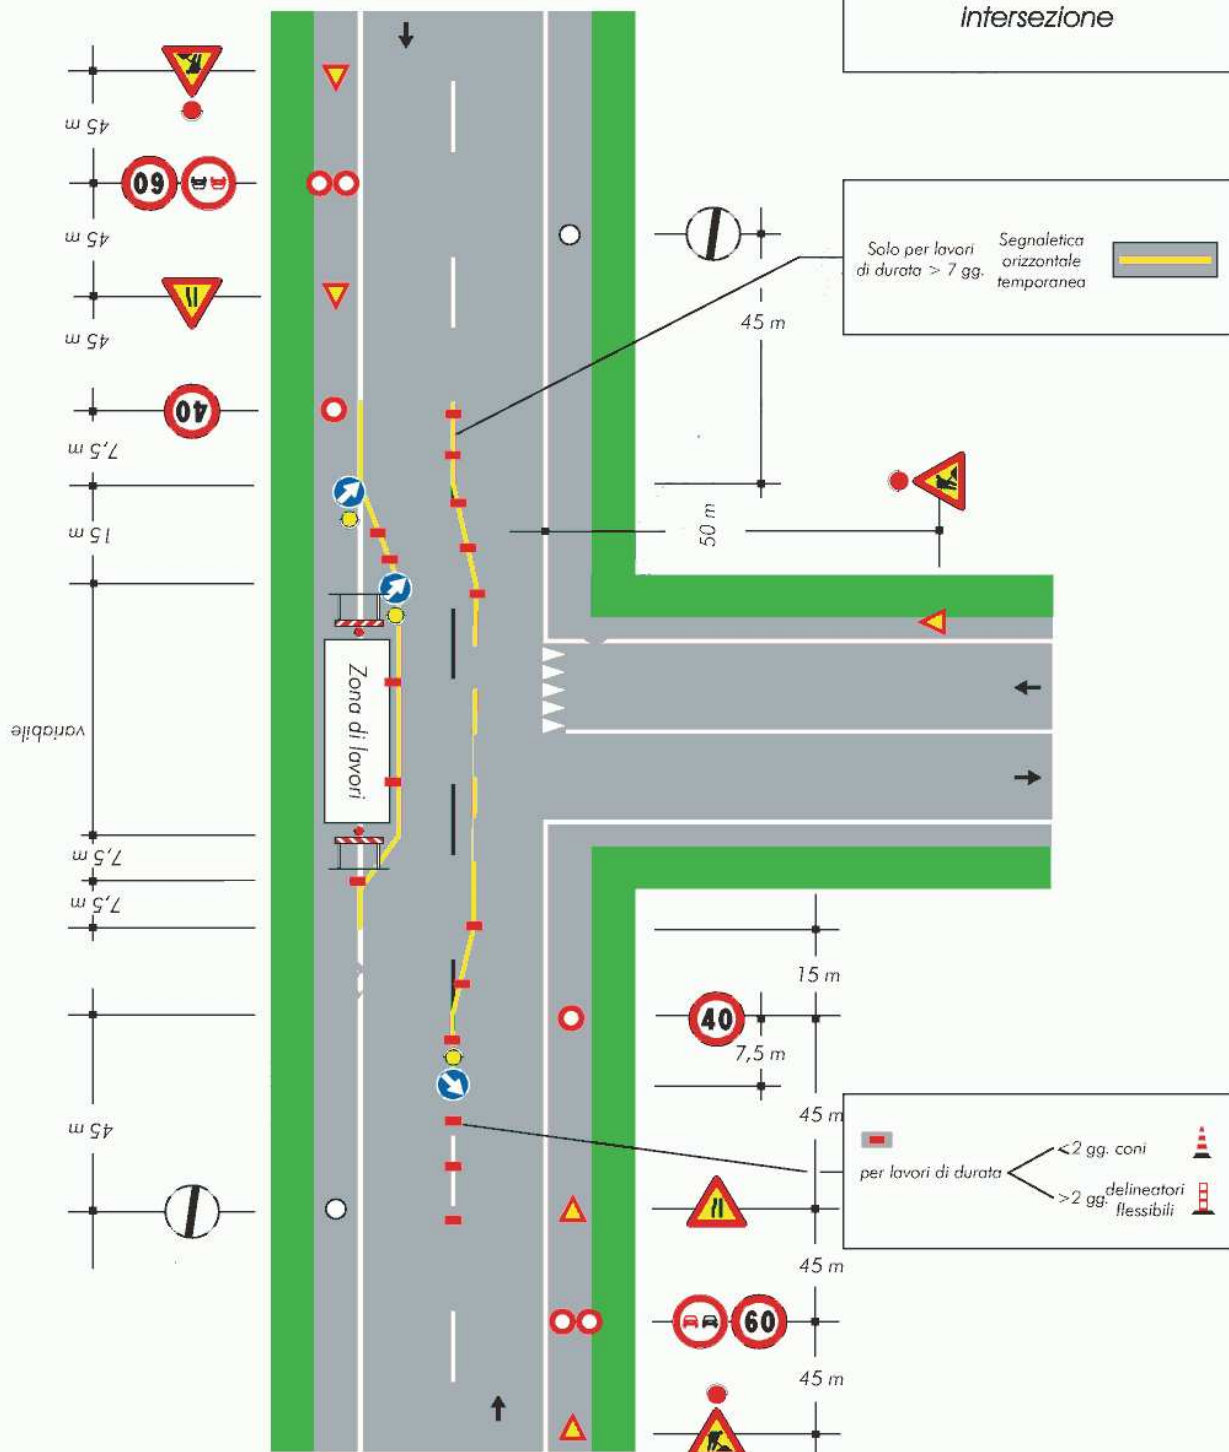 intersezione
45 m
60
45 m
Solo per lavori
di durata > 7 gg.
Segnaletica
orizzontale
temporanea
45 m
45 m
40
7,5 m
50 m
15 m
Zona di lavori
variabile
7,5 m
7,5 m
15 m
40
7,5 m
45 m
45 m
per lavori di durata
<2 gg. coni
>2 gg. delineatori
flessibili
45 m
60
45 m